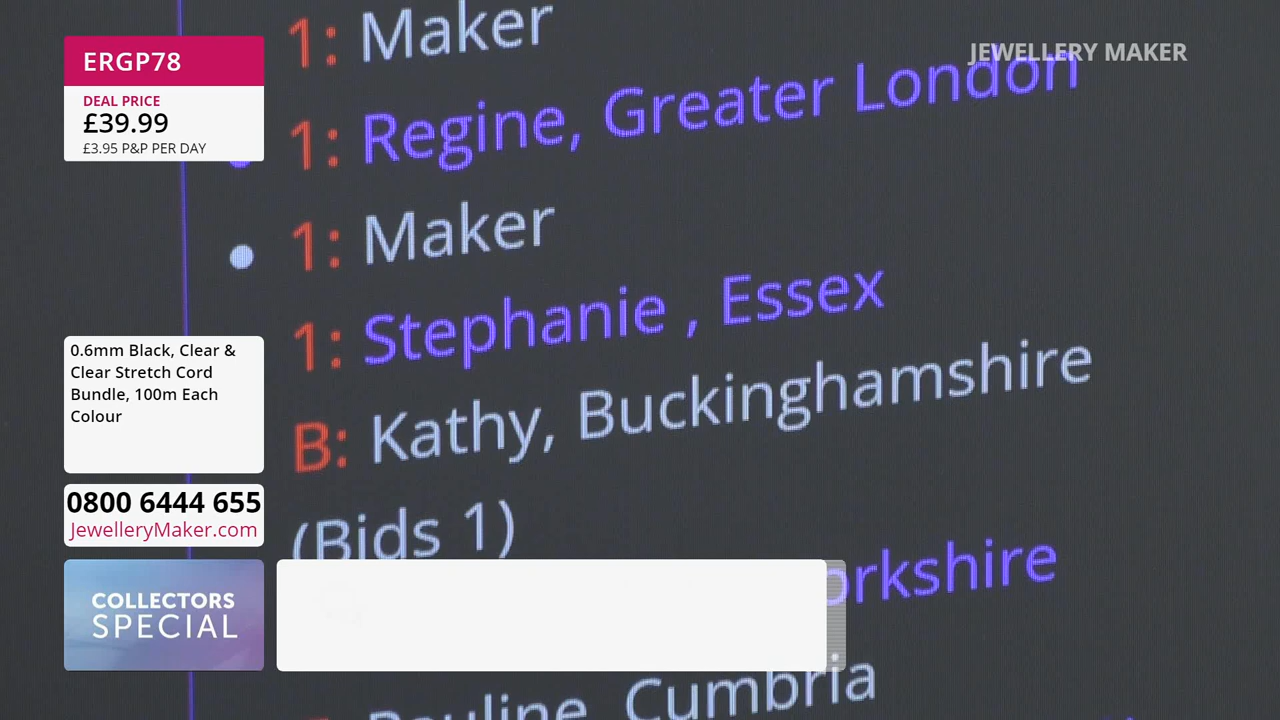 ERGP78
DEAL PRICE
£39.99
£3.95 P&P PER DAY
JEWELLERY MAKER
1: Maker
1: Regine, Greater London
1: Maker
1: Stephanie , Essex
B: Kathy, Buckinghamshire
(Bids 1)
orkshire
Pauline, Cumbria
0.6mm Black, Clear &
Clear Stretch Cord
Bundle, 100m Each
Colour
0800 6444 655
JewelleryMaker.com
COLLECTORS
SPECIAL